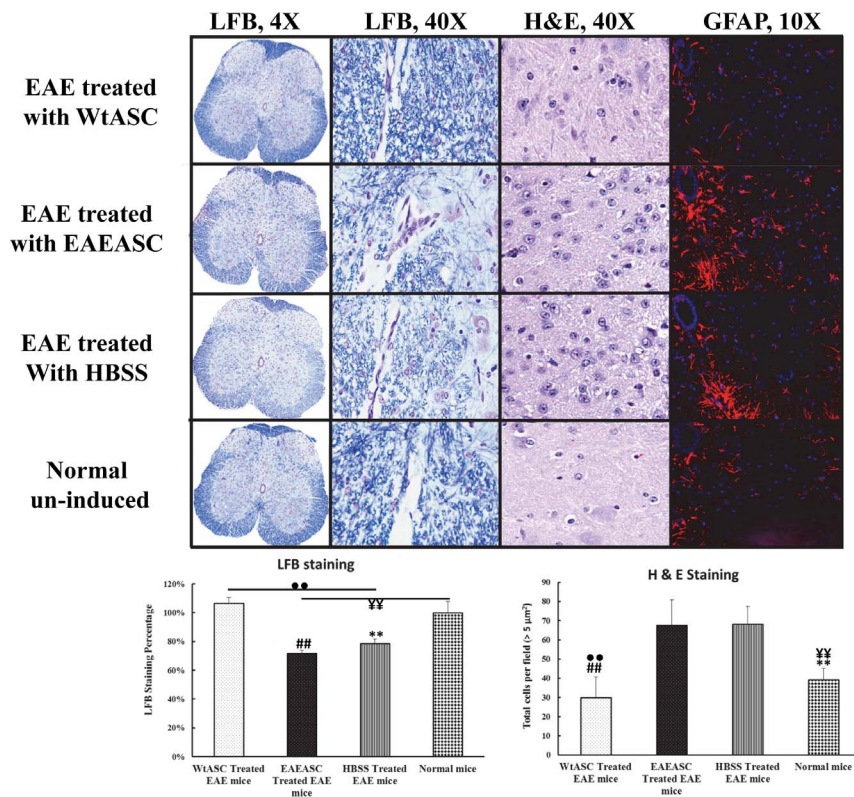 LFB, 4X LFB, 40X H&E, 40X GFAP, 10X
EAE treated
with WtASC
EAE treated
with EAEASC
EAE treated
With HBSS
Normal
un-induced
LFB staining
LFB Staining Percentage
120%
100%
80%
60%
40%
20%
0%
●●
##
¥¥
**
WtASC Treated
EAE mice
EAEASC
Treated EAE
mice
HBSS Treated
EAE mice
Normal mice
H & E Staining
Total cells per field (> 5 µm²)
90
80
70
60
50
40
30
20
10
0
●●
##
¥¥
**
WtASC Treated
EAE mice
EAEASC
Treated EAE
mice
HBSS Treated
EAE mice
Normal mice